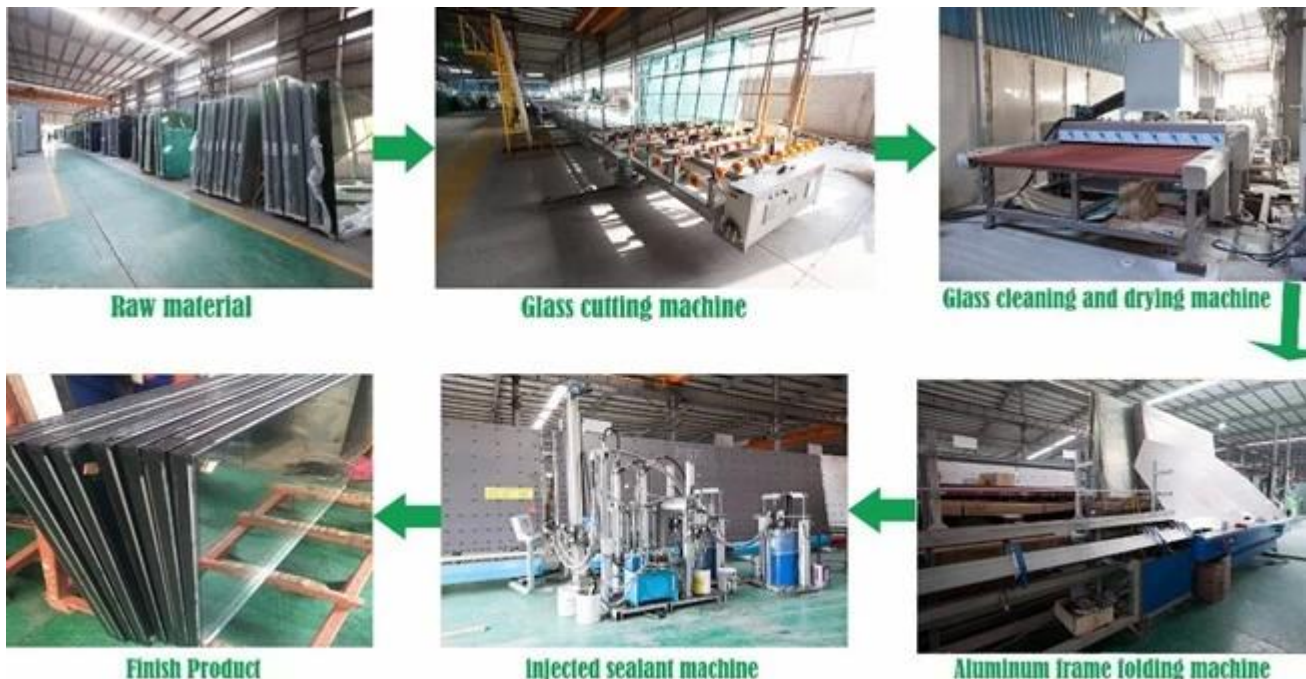 Raw material
Glass cutting machine
Glass cleaning and drying machine
Aluminum frame folding machine
injected sealant machine
Finish Product